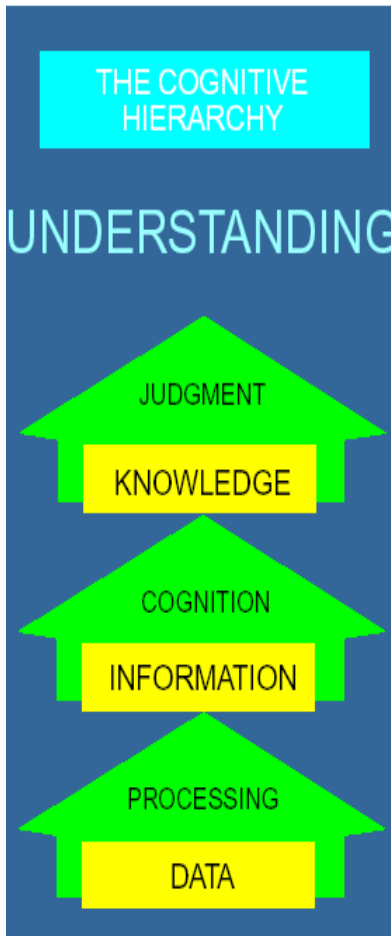 THE COGNITIVE
HIERARCHY
UNDERSTANDING
JUDGMENT
KNOWLEDGE
COGNITION
INFORMATION
PROCESSING
DATA